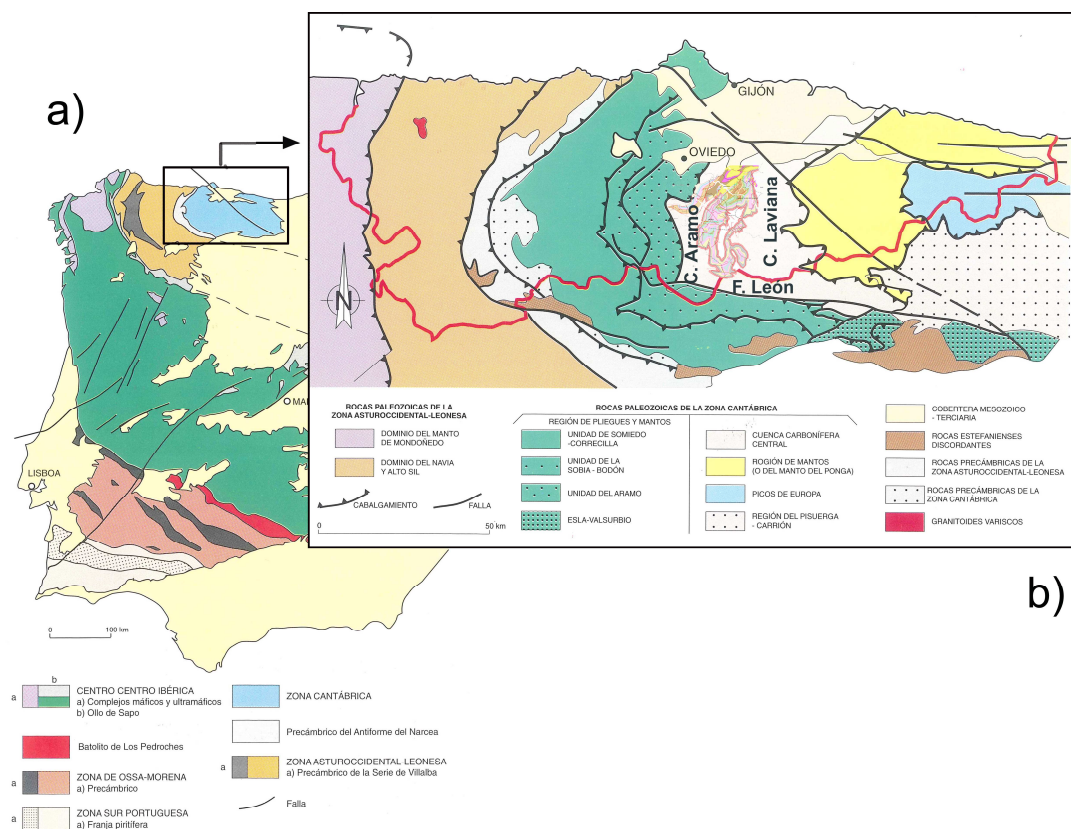 a)
GIJÓN
OVIEDO
C. Aramo
C. Laviana
F. León
N
ROCAS PALEOZOICAS DE LA
ZONA ASTUROCCIDENTAL-LEONESA
DOMINIO DEL MANTO
DE MONDOÑEDO
DOMINIO DEL NAVIA
Y ALTO SIL
CABALGAMIENTO
FALLA
0
50 km
ROCAS PALEOZOICAS DE LA ZONA CANTÁBRICA
REGIÓN DE PLIEGUES Y MANTOS
UNIDAD DE SOMIEDO
-CORRECILLA
UNIDAD DE LA
SOBIA - BODÓN
UNIDAD DEL ARAMO
ESLA-VALSURBIO
CUENCA CARBONÍFERA
CENTRAL
ROGIÓN DE MANTOS
(O DEL MANTO DEL PONGA)
PICOS DE EUROPA
REGIÓN DEL PISUERGA
- CARRIÓN
COBERTERA MESOZOICO
- TERCIARIA
ROCAS ESTEFANIENSES
DISCORDANTES
ROCAS PRECÁMBRICAS DE LA
ZONA ASTUROCCIDENTAL-LEONESA
ROCAS PRECÁMBRICAS DE LA
ZONA CANTÁBRICA
GRANITOIDES VARISCOS
MA
LISBOA
b)
0
100 km
b
a
CENTRO CENTRO IBÉRICA
a) Complejos máficos y ultramáficos
b) Ollo de Sapo
Batolito de Los Pedroches
a
ZONA DE OSSA-MORENA
a) Precámbrico
a
ZONA SUR PORTUGUESA
a) Franja piritífera
ZONA CANTÁBRICA
Precámbrico del Antiforme del Narcea
a
ZONA ASTUROCCIDENTAL LEONESA
a) Precámbrico de la Serie de Villalba
Falla